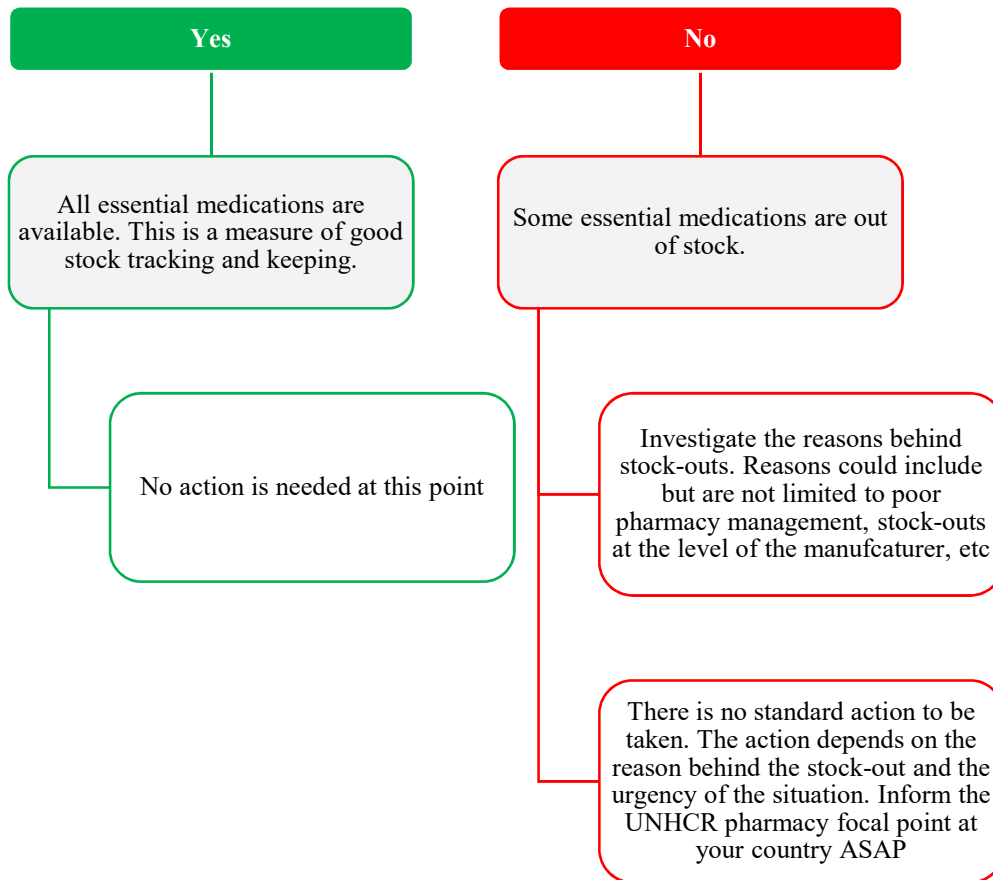 Yes
No
All essential medications are
available. This is a measure of good
stock tracking and keeping.
Some essential medications are out
of stock.
No action is needed at this point
Investigate the reasons behind
stock-outs. Reasons could include
but are not limited to poor
pharmacy management, stock-outs
at the level of the manufcaturer, etc
There is no standard action to be
taken. The action depends on the
reason behind the stock-out and the
urgency of the situation. Inform the
UNHCR pharmacy focal point at
your country ASAP